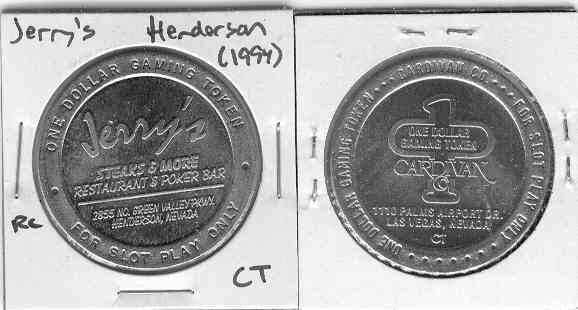 Jerry's Henderson
(1994)
ONE DOLLAR GAMING TOKEN
Jerry's
STEAKS & MORE
RESTAURANT & POKER BAR
2855 NO. GREEN VALLEY PKWY.
HENDERSON, NEVADA
FOR SLOT PLAY ONLY
RC
CT
CARDIVAN CO.
ONE DOLLAR GAMING TOKEN
FOR SLOT PLAY ONLY
1
ONE DOLLAR
GAMING TOKEN
CARDIVAN
1110 PALMS AIRPORT DR.
LAS VEGAS, NEVADA
CT